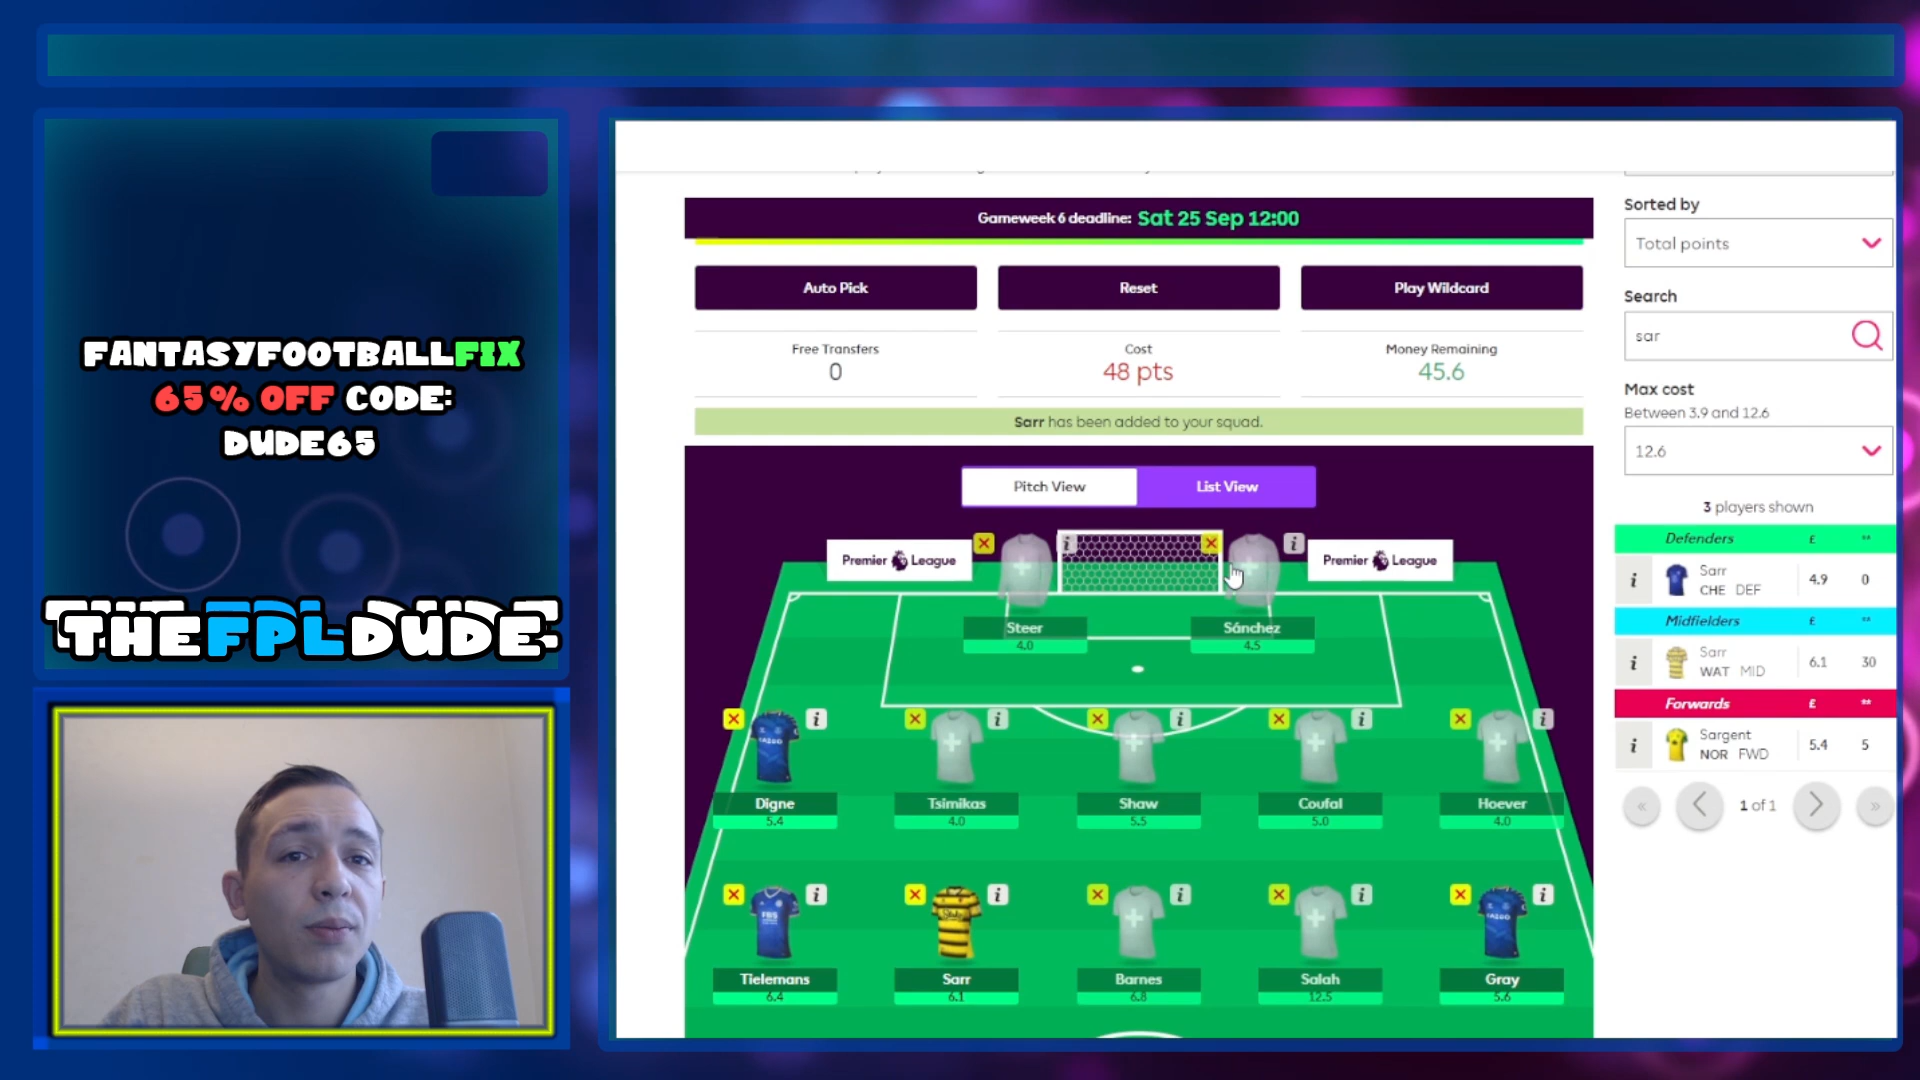 Gameweek 6 deadline: Sat 25 Sep 12:00
Auto Pick
Reset
Play Wildcard
Free Transfers
0
Cost
48 pts
Money Remaining
45.6
Sarr has been added to your squad.
Pitch View
List View
Premier League
Premier League
Steer
4.0
Sánchez
4.5
Digne
5.4
Tsimikas
4.0
Shaw
5.5
Coufal
5.0
Hoever
4.0
Tielemans
6.4
Sarr
6.1
Barnes
6.8
Salah
12.5
Gray
5.6
Sorted by
Total points
Search
sar
Max cost
Between 3.9 and 12.6
12.6
3 players shown
Defenders £ **
Sarr
CHE DEF
4.9 0
Midfielders £ **
Sarr
WAT MID
6.1 30
Forwards £ **
Sargent
NOR FWD
5.4 5
1 of 1
FANTASYFOOTBALLFIX
65% OFF CODE:
DUDE65
THEFPLDUDE